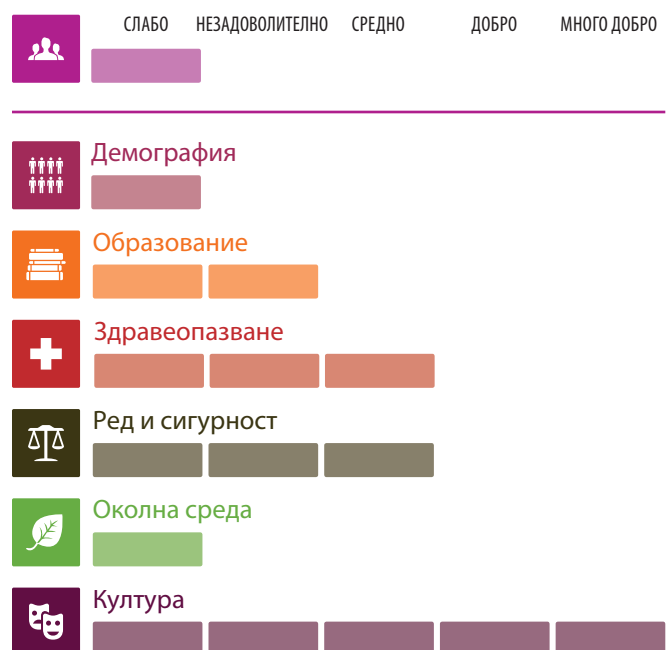 СЛАБО НЕЗАДОВОЛИТЕЛНО СРЕДНО ДОБРО МНОГО ДОБРО
Демография
Образование
Здравеопазване
Ред и сигурност
Околна среда
Култура